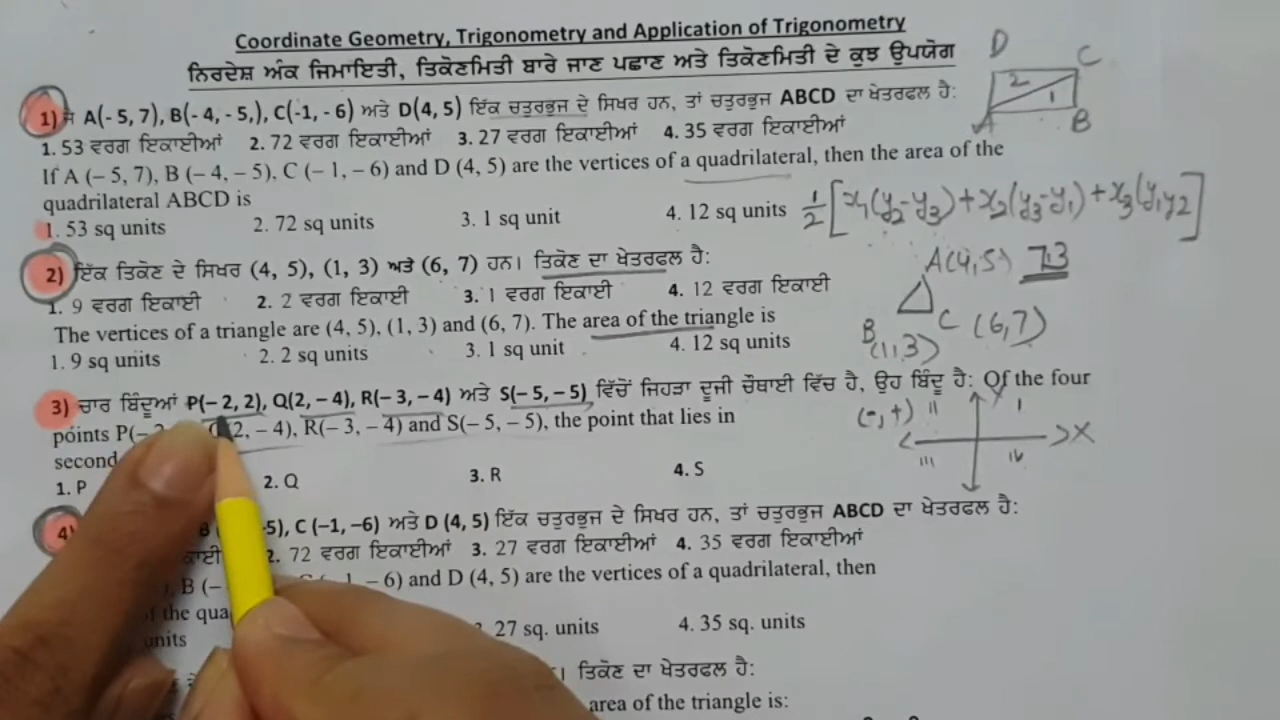 Coordinate Geometry, Trigonometry and Application of Trigonometry
ਨਿਰਦੇਸ਼ ਅੰਕ ਜਿਮਾਇਤੀ, ਤਿਕੋਣਮਿਤੀ ਬਾਰੇ ਜਾਣ ਪਛਾਣ ਅਤੇ ਤਿਕੋਣਮਿਤੀ ਦੇ ਕੁਝ ਉਪਯੋਗ
D C
2 1
A B
1) ਜੇ A(- 5, 7), B(- 4, - 5,), C(-1, - 6) ਅਤੇ D(4, 5) ਇੱਕ ਚਤੁਰਭੁਜ ਦੇ ਸਿਖਰ ਹਨ, ਤਾਂ ਚਤੁਰਭੁਜ ABCD ਦਾ ਖੇਤਰਫਲ ਹੈ:
1. 53 ਵਰਗ ਇਕਾਈਆਂ 2. 72 ਵਰਗ ਇਕਾਈਆਂ 3. 27 ਵਰਗ ਇਕਾਈਆਂ 4. 35 ਵਰਗ ਇਕਾਈਆਂ
If A (– 5, 7), B (– 4, – 5). C (– 1, – 6) and D (4, 5) are the vertices of a quadrilateral, then the area of the
quadrilateral ABCD is
1. 53 sq units 2. 72 sq units 3. 1 sq unit 4. 12 sq units
1/2 [x1(y2-y3)+x2(y3-y1)+x3(y1y2]
2) ਇੱਕ ਤਿਕੋਣ ਦੇ ਸਿਖਰ (4, 5), (1, 3) ਅਤੇ (6, 7) ਹਨ। ਤਿਕੋਣ ਦਾ ਖੇਤਰਫਲ ਹੈ:
1. 9 ਵਰਗ ਇਕਾਈ 2. 2 ਵਰਗ ਇਕਾਈ 3. 1 ਵਰਗ ਇਕਾਈ 4. 12 ਵਰਗ ਇਕਾਈ
The vertices of a triangle are (4, 5), (1, 3) and (6, 7). The area of the triangle is
1. 9 sq units 2. 2 sq units 3. 1 sq unit 4. 12 sq units
A(4,5) 7.3
B (1,3) C (6,7)
3) ਚਾਰ ਬਿੰਦੂਆਂ P(– 2, 2), Q(2, – 4), R(– 3, – 4) ਅਤੇ S(– 5, – 5) ਵਿੱਚੋਂ ਜਿਹੜਾ ਦੂਜੀ ਚੌਥਾਈ ਵਿੱਚ ਹੈ, ਉਹ ਬਿੰਦੂ ਹੈ: Of the four
points P(– 2, – 4), R(– 3, – 4) and S(– 5, – 5), the point that lies in
second
1. P 2. Q 3. R 4. S
(-,+) II I
X
III IV
4) B 5), C (–1, –6) ਅਤੇ D (4, 5) ਇੱਕ ਚਤੁਰਭੁਜ ਦੇ ਸਿਖਰ ਹਨ, ਤਾਂ ਚਤੁਰਭੁਜ ABCD ਦਾ ਖੇਤਰਫਲ ਹੈ:
2. 72 ਵਰਗ ਇਕਾਈਆਂ 3. 27 ਵਰਗ ਇਕਾਈਆਂ 4. 35 ਵਰਗ ਇਕਾਈਆਂ
B (– – 6) and D (4, 5) are the vertices of a quadrilateral, then
the qua
units 27 sq. units 4. 35 sq. units
ਤਿਕੋਣ ਦਾ ਖੇਤਰਫਲ ਹੈ:
area of the triangle is: